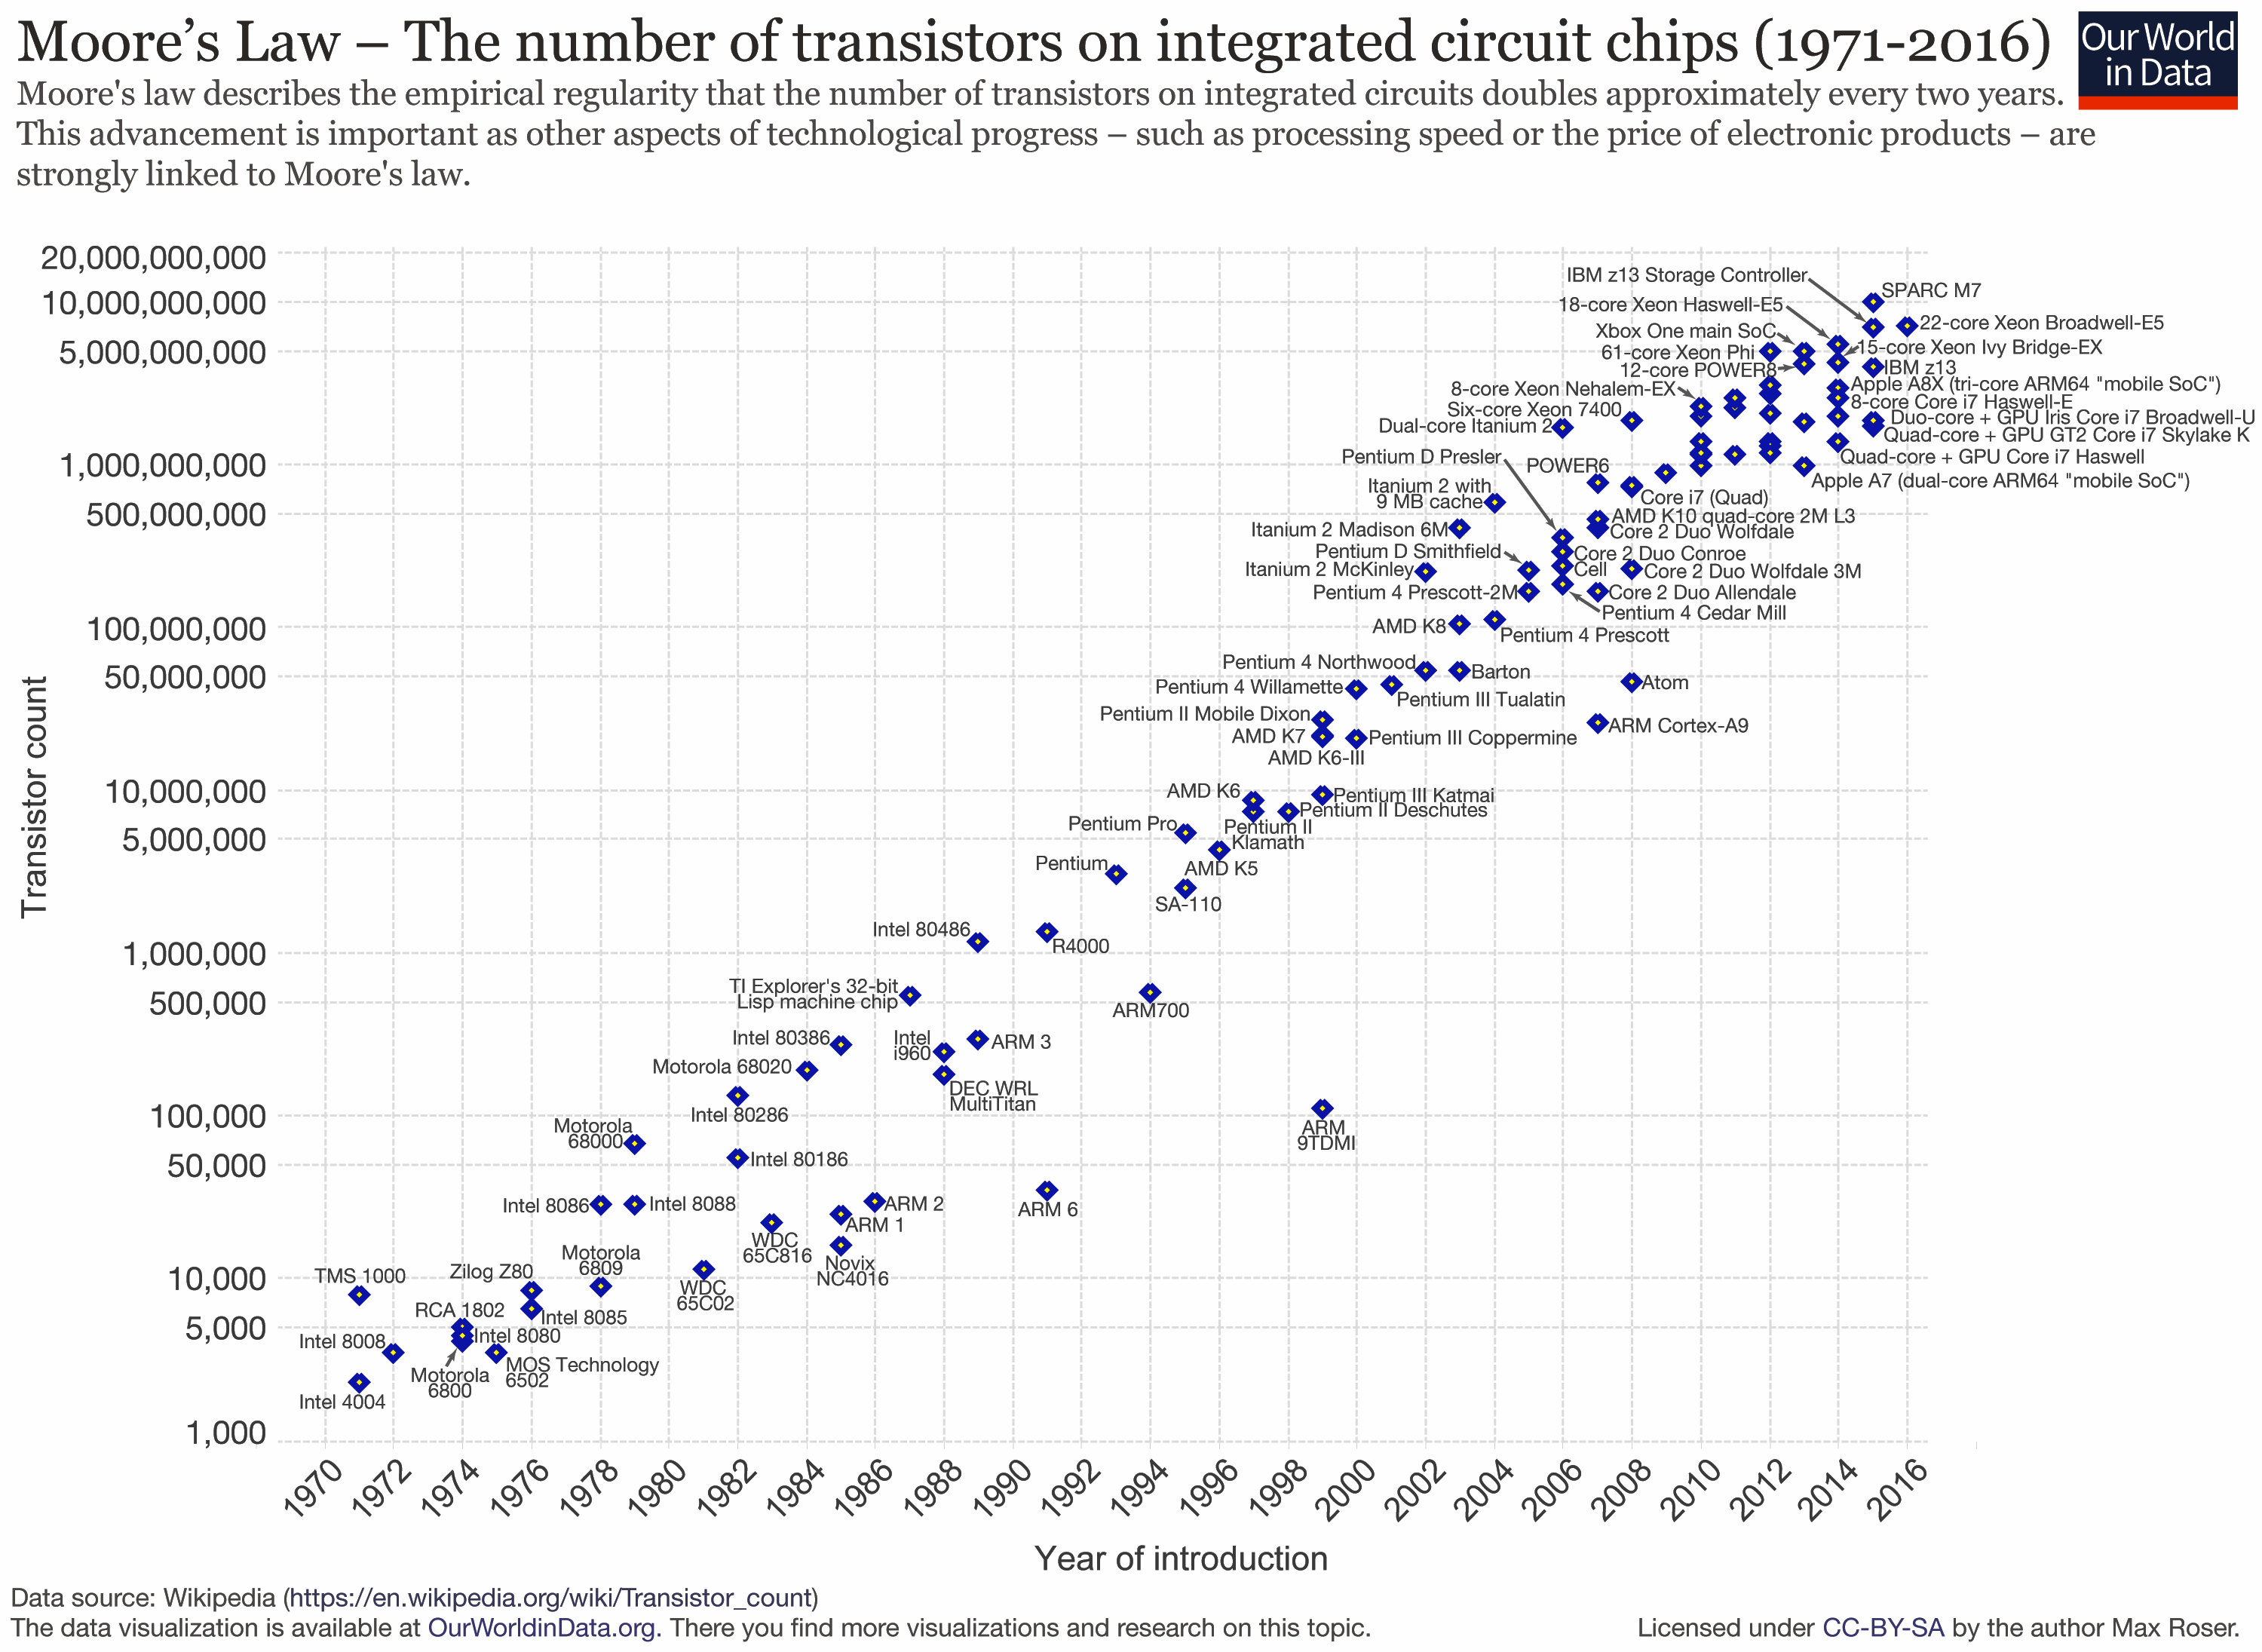 Moore's Law – The number of transistors on integrated circuit chips (1971-2016)
Our World
in Data
Moore's law describes the empirical regularity that the number of transistors on integrated circuits doubles approximately every two years.
This advancement is important as other aspects of technological progress – such as processing speed or the price of electronic products – are
strongly linked to Moore's law.
Transistor count
20,000,000,000
10,000,000,000
5,000,000,000
1,000,000,000
500,000,000
100,000,000
50,000,000
10,000,000
5,000,000
1,000,000
500,000
100,000
50,000
10,000
5,000
1,000
IBM z13 Storage Controller
SPARC M7
18-core Xeon Haswell-E5
22-core Xeon Broadwell-E5
Xbox One main SoC
61-core Xeon Phi
15-core Xeon Ivy Bridge-EX
12-core POWER8
IBM z13
8-core Xeon Nehalem-EX
Apple A8X (tri-core ARM64 "mobile SoC")
Six-core Xeon 7400
8-core Core i7 Haswell-E
Dual-core Itanium 2
Duo-core + GPU Iris Core i7 Broadwell-U
Quad-core + GPU GT2 Core i7 Skylake K
Pentium D Presler
Quad-core + GPU Core i7 Haswell
POWER6
Apple A7 (dual-core ARM64 "mobile SoC")
Itanium 2 with
9 MB cache
Core i7 (Quad)
AMD K10 quad-core 2M L3
Itanium 2 Madison 6M
Core 2 Duo Wolfdale
Pentium D Smithfield
Core 2 Duo Conroe
Itanium 2 McKinley
Cell
Core 2 Duo Wolfdale 3M
Pentium 4 Prescott-2M
Core 2 Duo Allendale
Pentium 4 Cedar Mill
AMD K8
Pentium 4 Prescott
Pentium 4 Northwood
Barton
Pentium 4 Willamette
Atom
Pentium III Tualatin
Pentium II Mobile Dixon
ARM Cortex-A9
AMD K7
Pentium III Coppermine
AMD K6-III
AMD K6
Pentium III Katmai
Pentium II Deschutes
Pentium Pro
Pentium II
Klamath
Pentium
AMD K5
SA-110
Intel 80486
R4000
TI Explorer's 32-bit
Lisp machine chip
ARM700
Intel 80386
Intel
i960
ARM 3
Motorola 68020
DEC WRL
MultiTitan
Intel 80286
ARM
9TDMI
Motorola
68000
Intel 80186
Intel 8086
Intel 8088
ARM 2
ARM 6
ARM 1
WDC
65C816
Novix
NC4016
Motorola
6809
WDC
65C02
TMS 1000
Zilog Z80
RCA 1802
Intel 8085
Intel 8080
Intel 8008
MOS Technology
6502
Motorola
6800
Intel 4004
1970
1972
1974
1976
1978
1980
1982
1984
1986
1988
1990
1992
1994
1996
1998
2000
2002
2004
2006
2008
2010
2012
2014
2016
Year of introduction
Data source: Wikipedia (https://en.wikipedia.org/wiki/Transistor_count)
The data visualization is available at OurWorldinData.org. There you find more visualizations and research on this topic.
Licensed under CC-BY-SA by the author Max Roser.